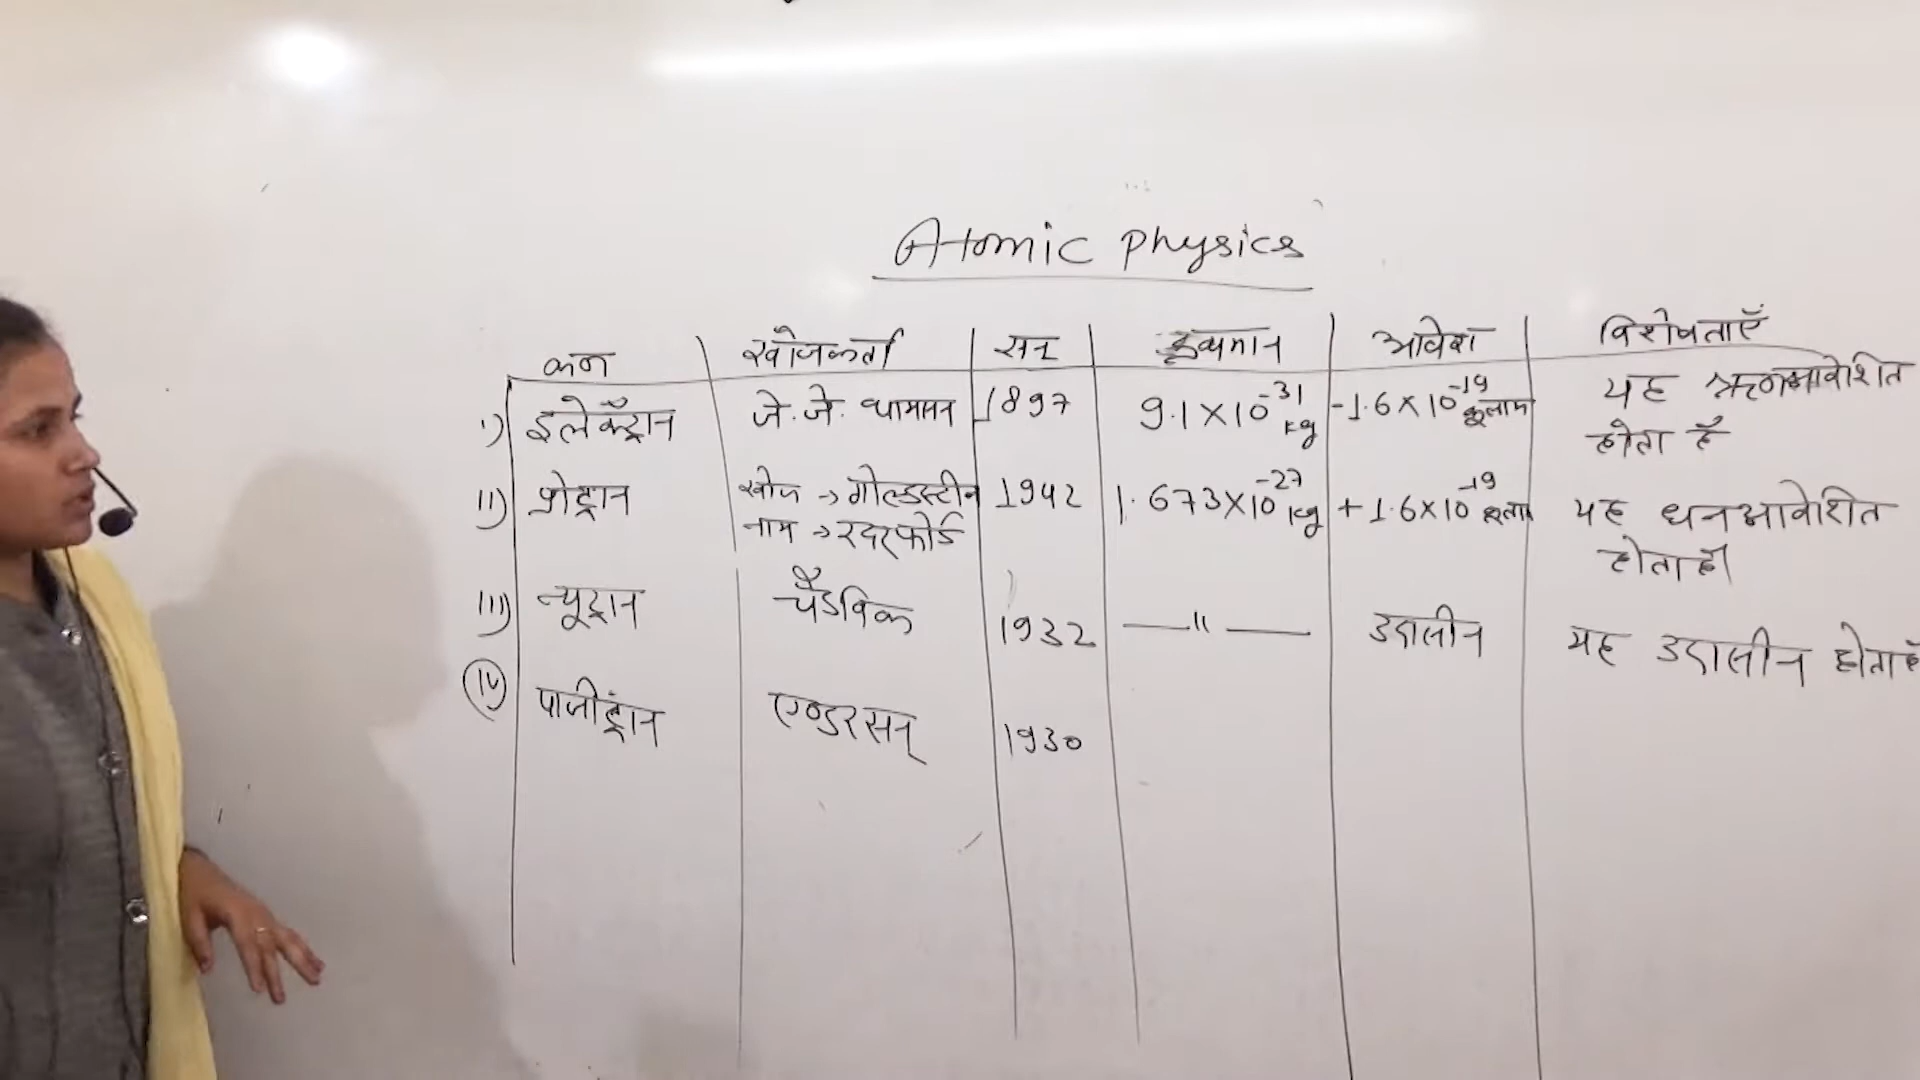 Atomic physics
कण खोजकर्ता सन द्रव्यमान आवेश विशेषताएँ
i) इलेक्ट्रॉन जे.जे. थामसन 1897 9.1×10⁻³¹ kg -1.6×10⁻¹⁹ कूलाम यह ऋणआवेशित
होता है
ii) प्रोट्रान खोज → गोल्डस्टीन 1942 1.673×10⁻²⁷ kg +1.6×10⁻¹⁹ यह धनआवेशित
नाम → रदरफोर्ड होता है।
iii) न्यूट्रान चैडविक 1932 —"— उदासीन यह उदासीन होता है
iv) पाजीट्रान एण्डरसन् 1930